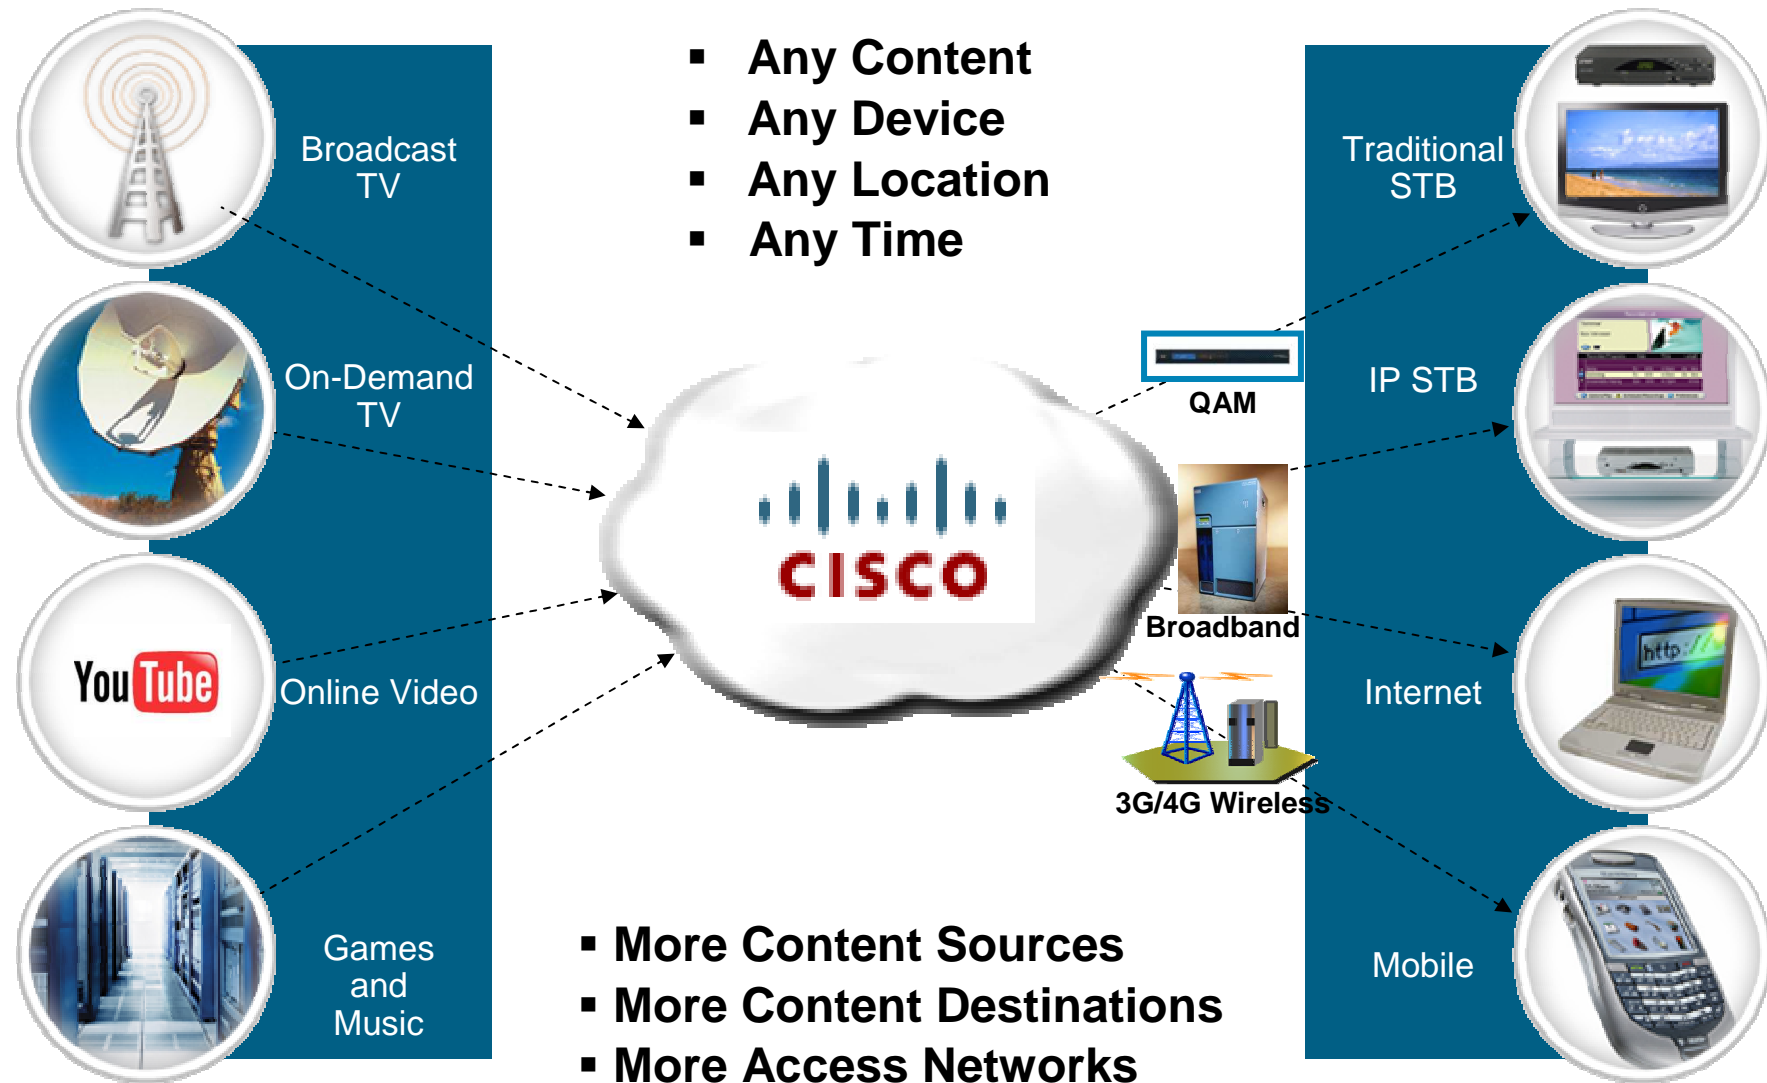 ▪ Any Content
▪ Any Device
▪ Any Location
▪ Any Time
Broadcast
TV
On-Demand
TV
YouTube
Online Video
Games
and
Music
CISCO
QAM
Broadband
3G/4G Wireless
Traditional
STB
IP STB
http://
Internet
Mobile
▪ More Content Sources
▪ More Content Destinations
▪ More Access Networks